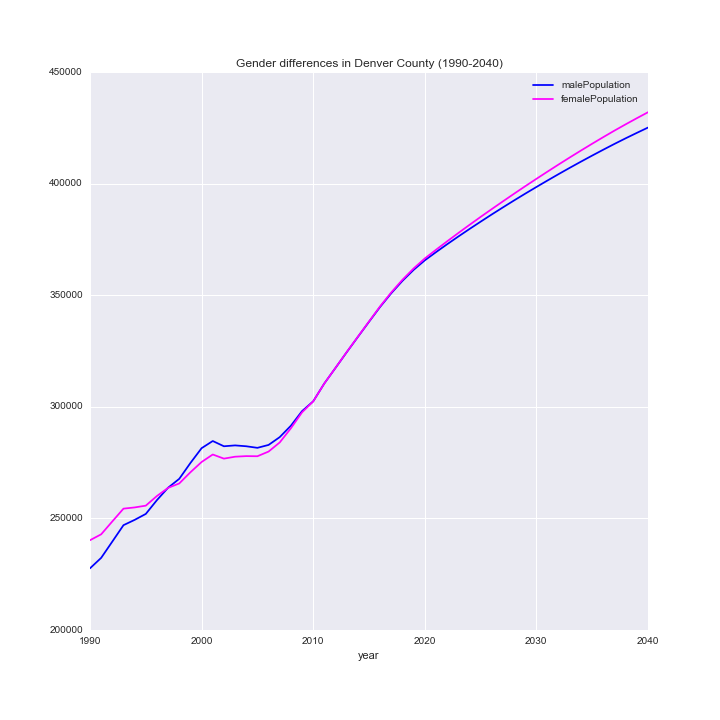 Gender differences in Denver County (1990-2040)
450000
malePopulation
femalePopulation
400000
350000
300000
250000
200000
1990 2000 2010 2020 2030 2040
year